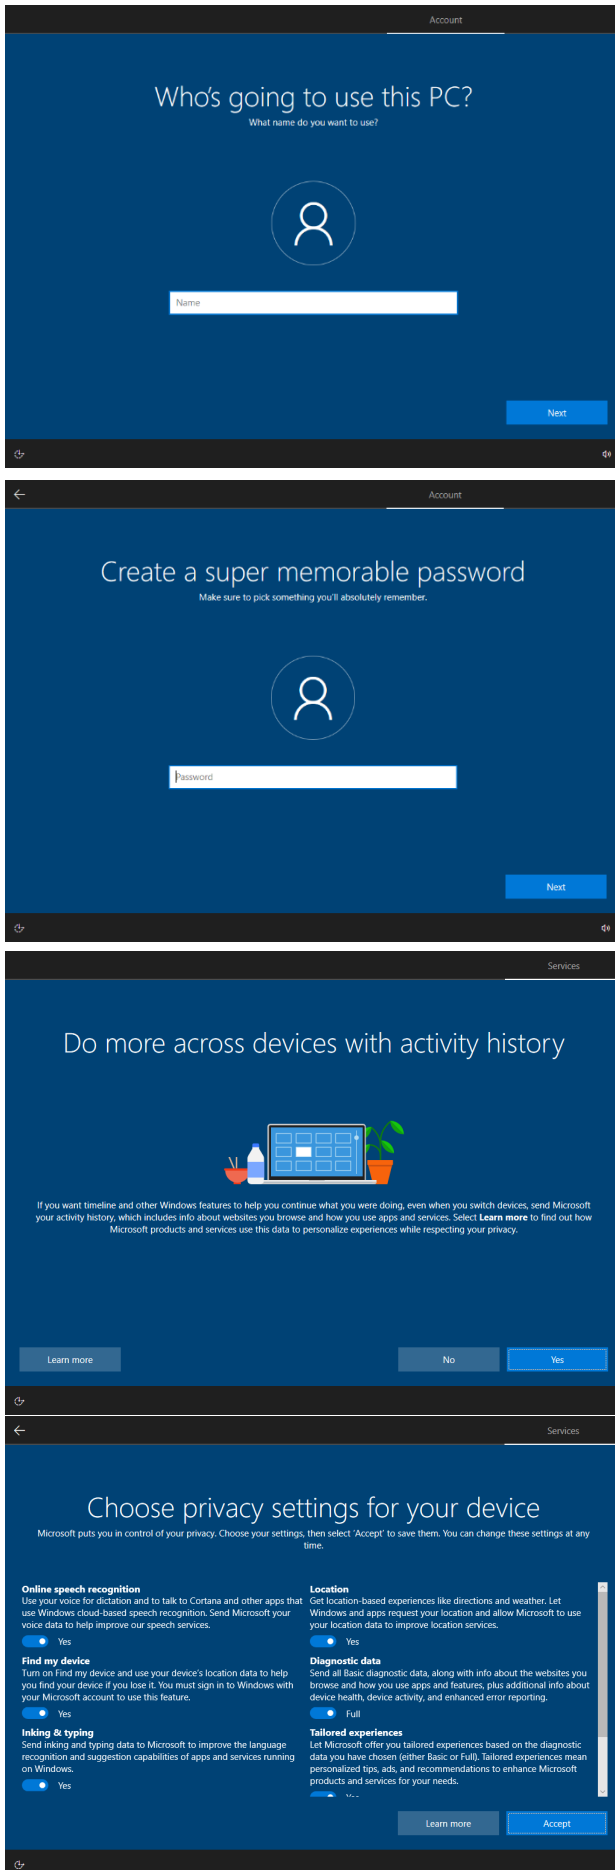 Account
Who's going to use this PC?
What name do you want to use?
Name
Next
Account
Create a super memorable password
Make sure to pick something you'll absolutely remember.
Password
Next
Services
Do more across devices with activity history
If you want timeline and other Windows features to help you continue what you were doing, even when you switch devices, send Microsoft
your activity history, which includes info about websites you browse and how you use apps and services. Select Learn more to find out how
Microsoft products and services use this data to personalize experiences while respecting your privacy.
Learn more
No
Yes
Services
Choose privacy settings for your device
Microsoft puts you in control of your privacy. Choose your settings, then select 'Accept' to save them. You can change these settings at any
time.
Online speech recognition
Use your voice for dictation and to talk to Cortana and other apps that
use Windows cloud-based speech recognition. Send Microsoft your
voice data to help improve our speech services.
Yes
Find my device
Turn on Find my device and use your device's location data to help
you find your device if you lose it. You must sign in to Windows with
your Microsoft account to use this feature.
Yes
Inking & typing
Send inking and typing data to Microsoft to improve the language
recognition and suggestion capabilities of apps and services running
on Windows.
Yes
Location
Get location-based experiences like directions and weather. Let
Windows and apps request your location and allow Microsoft to use
your location data to improve location services.
Yes
Diagnostic data
Send all Basic diagnostic data, along with info about the websites you
browse and how you use apps and features, plus additional info about
device health, device activity, and enhanced error reporting.
Full
Tailored experiences
Let Microsoft offer you tailored experiences based on the diagnostic
data you have chosen (either Basic or Full). Tailored experiences mean
personalized tips, ads, and recommendations to enhance Microsoft
products and services for your needs.
Learn more
Accept